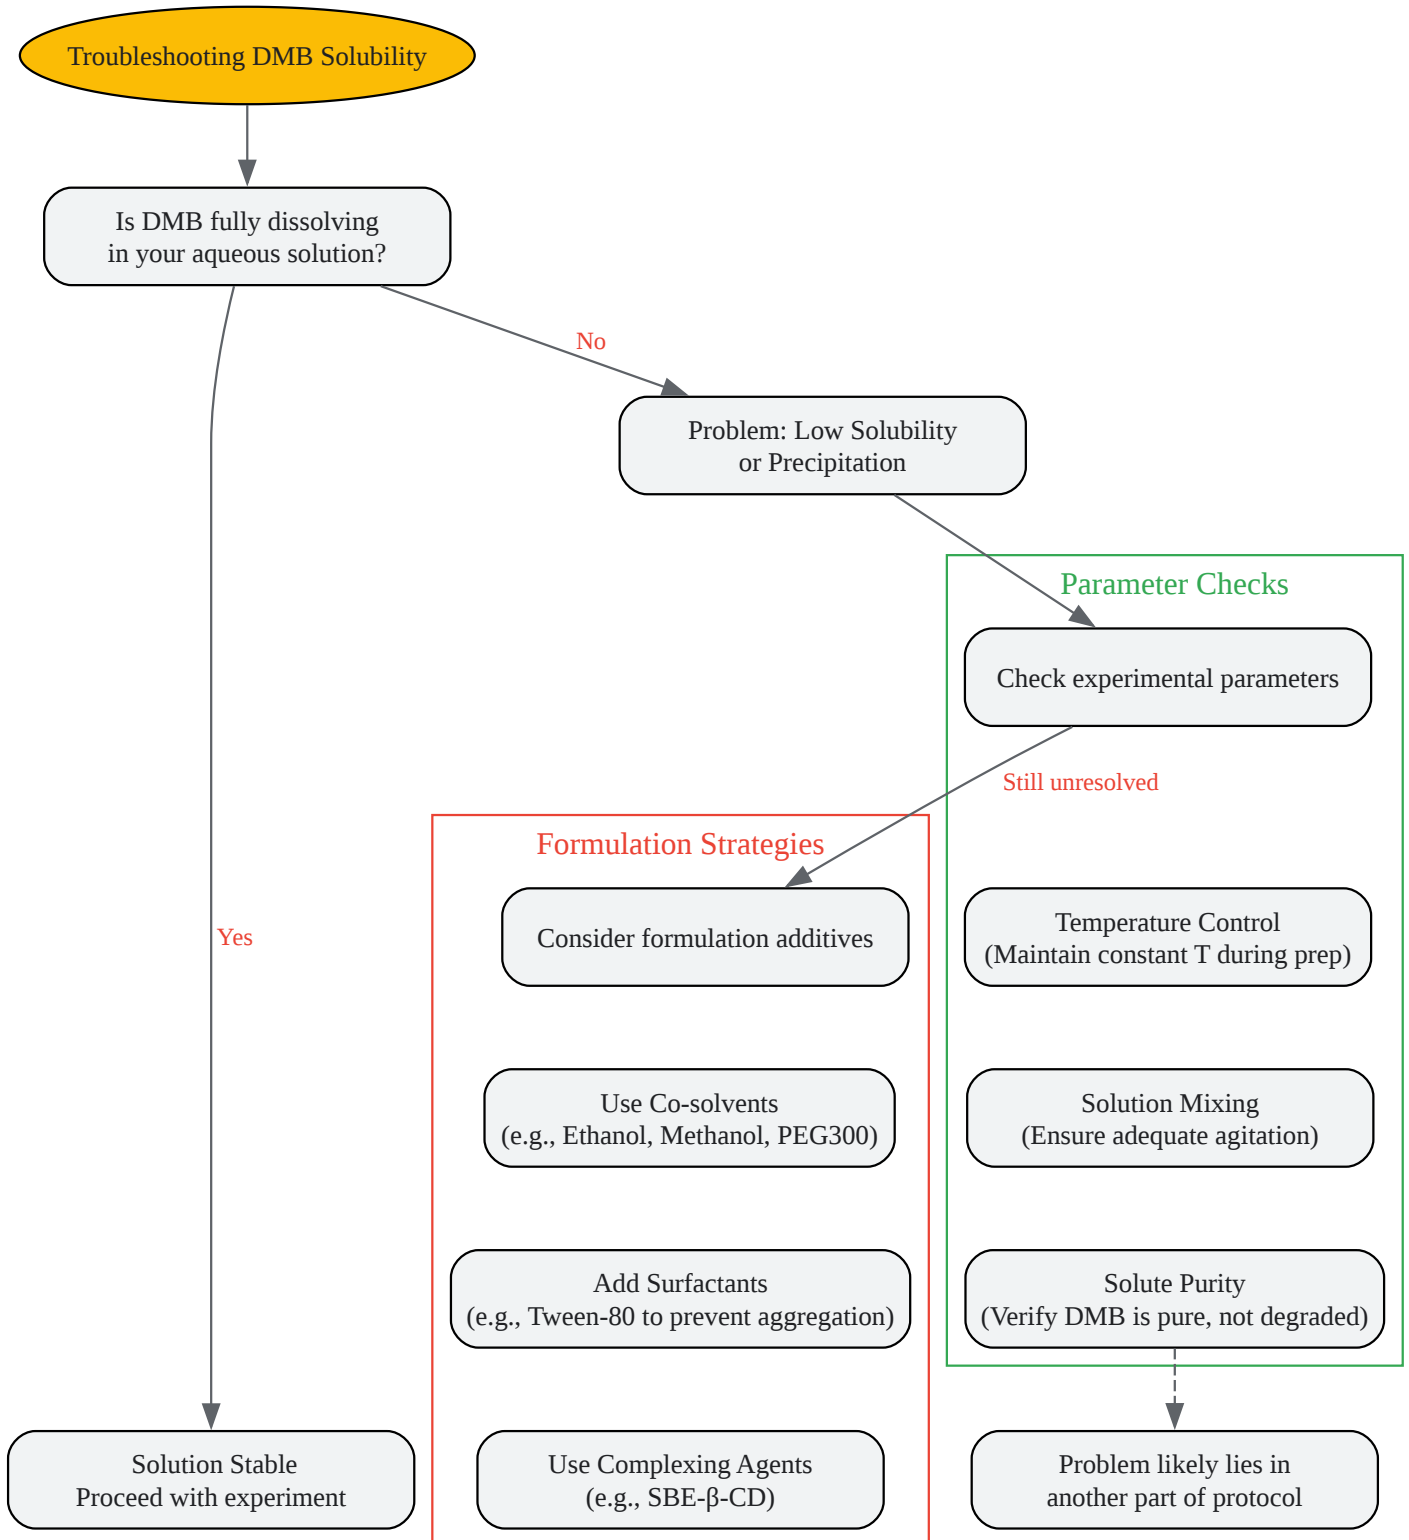 Troubleshooting DMB Solubility
Is DMB fully dissolving
in your aqueous solution?
No
Problem: Low Solubility
or Precipitation
Parameter Checks
Check experimental parameters
Still unresolved
Formulation Strategies
Consider formulation additives
Temperature Control
(Maintain constant T during prep)
Yes
Use Co-solvents
(e.g., Ethanol, Methanol, PEG300)
Solution Mixing
(Ensure adequate agitation)
Add Surfactants
(e.g., Tween-80 to prevent aggregation)
Solute Purity
(Verify DMB is pure, not degraded)
Solution Stable
Proceed with experiment
Use Complexing Agents
(e.g., SBE-β-CD)
Problem likely lies in
another part of protocol